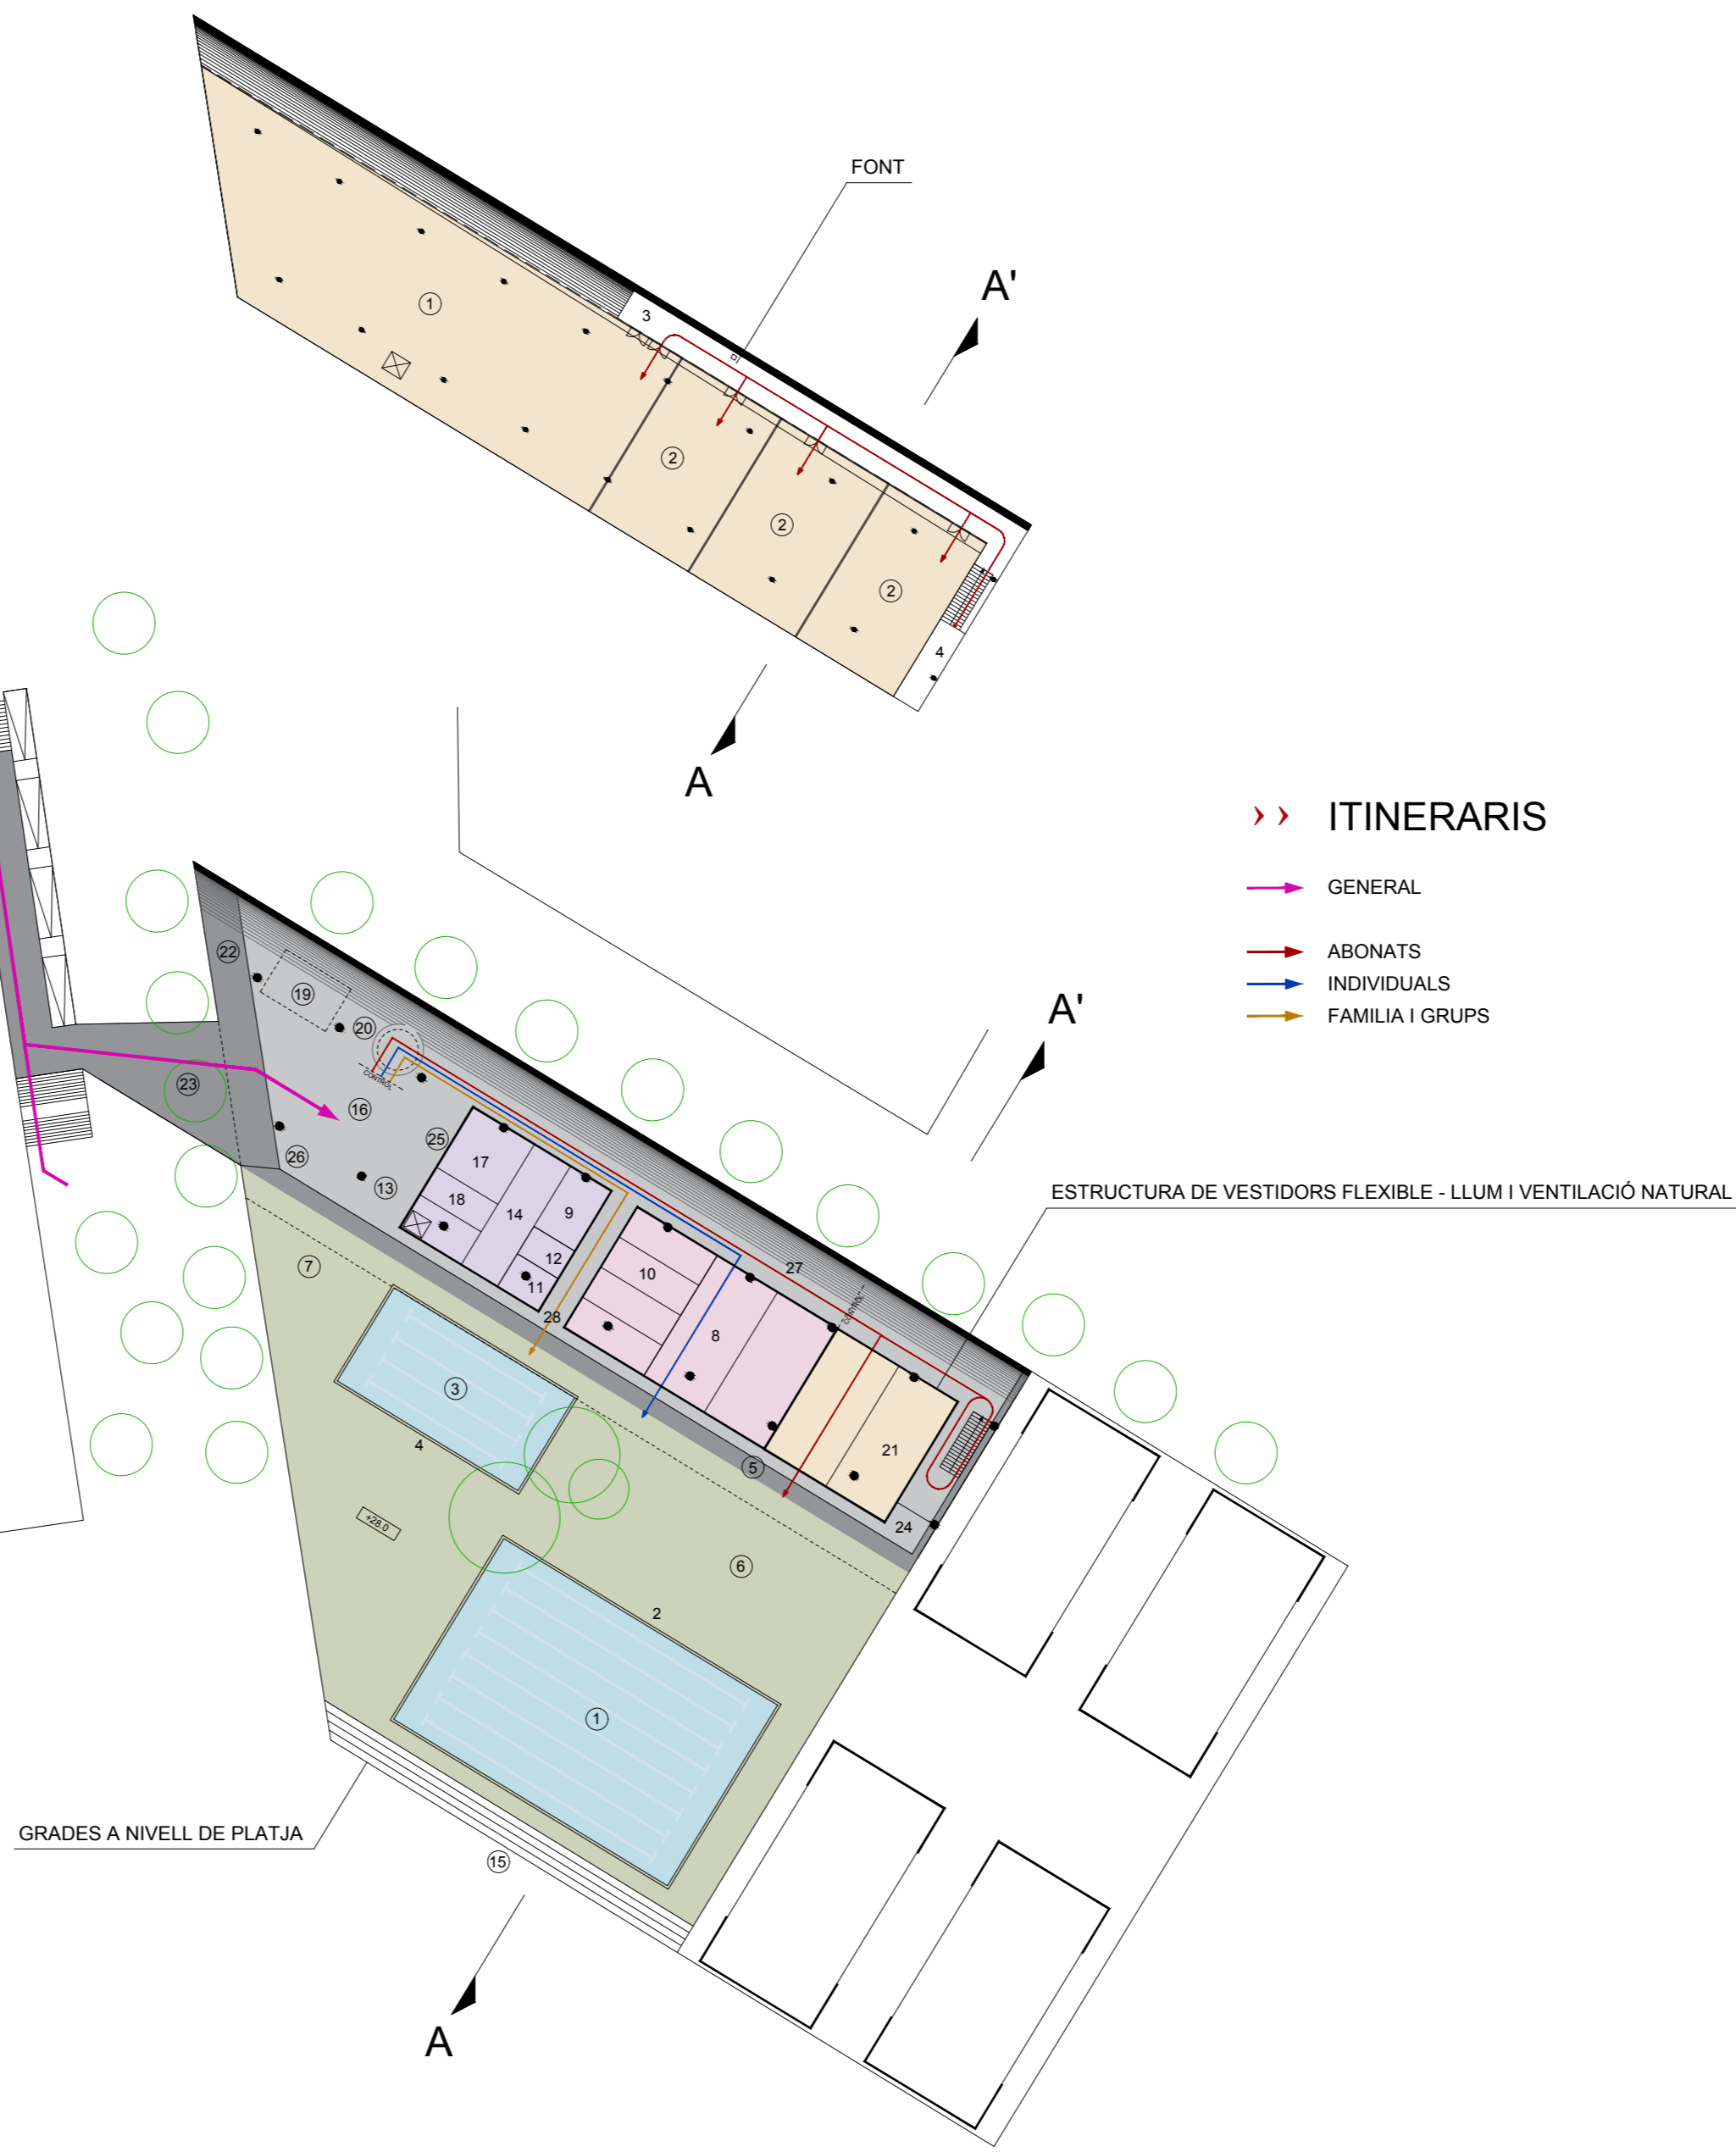 FONT
A'
1
3
2
2
2
4
A
›› ITINERARIS
GENERAL
ABONATS
INDIVIDUALS
FAMILIA I GRUPS
A'
22
19
20
CONTROL
23
16
25
26
13
17
18
14
9
12
11
28
10
8
27
CONTROL
ESTRUCTURA DE VESTIDORS FLEXIBLE - LLUM I VENTILACIÓ NATURAL
7
3
4
5
21
24
+28.0
6
2
1
GRADES A NIVELL DE PLATJA
15
A